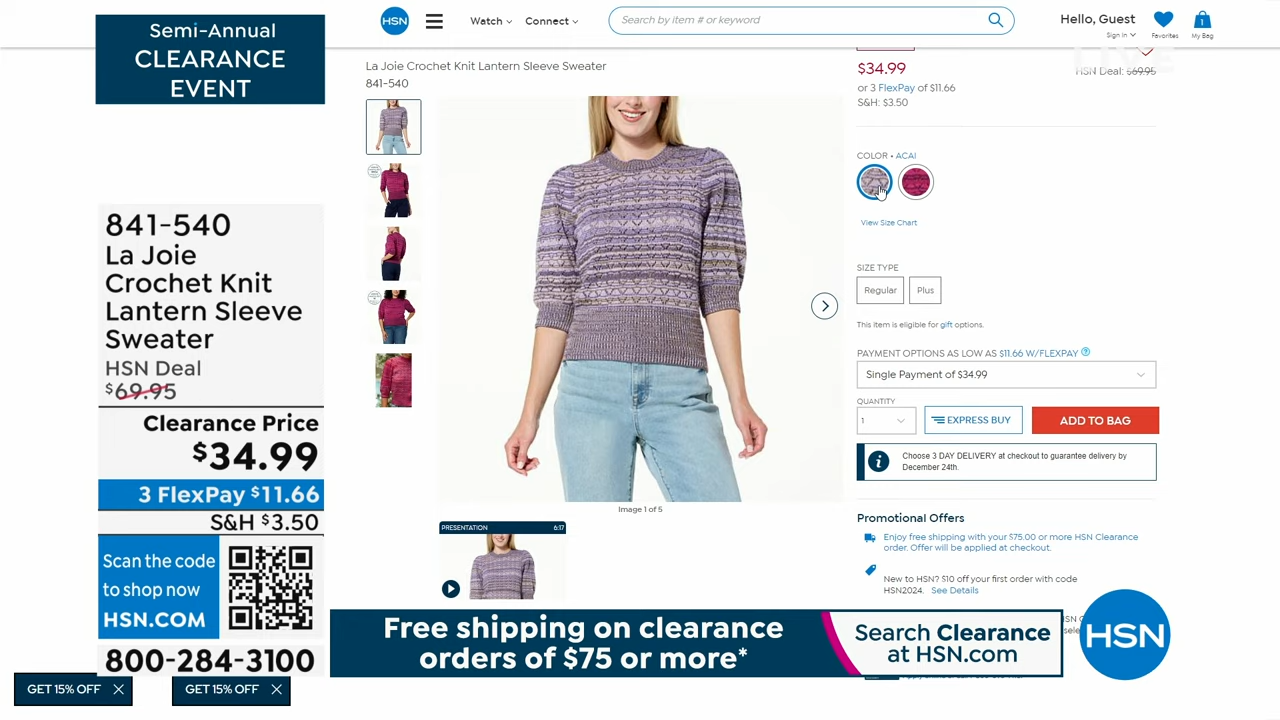 Semi-Annual
CLEARANCE
EVENT
HSN
Watch
Connect
Search by item # or keyword
Hello, Guest
Sign In
Favorites
1
My Bag
LIVE
La Joie Crochet Knit Lantern Sleeve Sweater
841-540
$34.99
HSN Deal: $69.95
or 3 FlexPay of $11.66
S&H: $3.50
COLOR • ACAI
View Size Chart
SIZE TYPE
Regular
Plus
This item is eligible for gift options.
PAYMENT OPTIONS AS LOW AS $11.66 W/FLEXPAY
Single Payment of $34.99
QUANTITY
1
EXPRESS BUY
ADD TO BAG
Choose 3 DAY DELIVERY at checkout to guarantee delivery by
December 24th.
Image 1 of 5
PRESENTATION 6:17
Promotional Offers
Enjoy free shipping with your $75.00 or more HSN Clearance
order. Offer will be applied at checkout.
New to HSN? $10 off your first order with code
HSN2024. See Details
841-540
La Joie
Crochet Knit
Lantern Sleeve
Sweater
HSN Deal
$69.95
Clearance Price
$34.99
3 FlexPay $11.66
S&H $3.50
Scan the code
to shop now
HSN.COM
800-284-3100
GET 15% OFF
GET 15% OFF
Free shipping on clearance
orders of $75 or more*
Search Clearance
at HSN.com
HSN